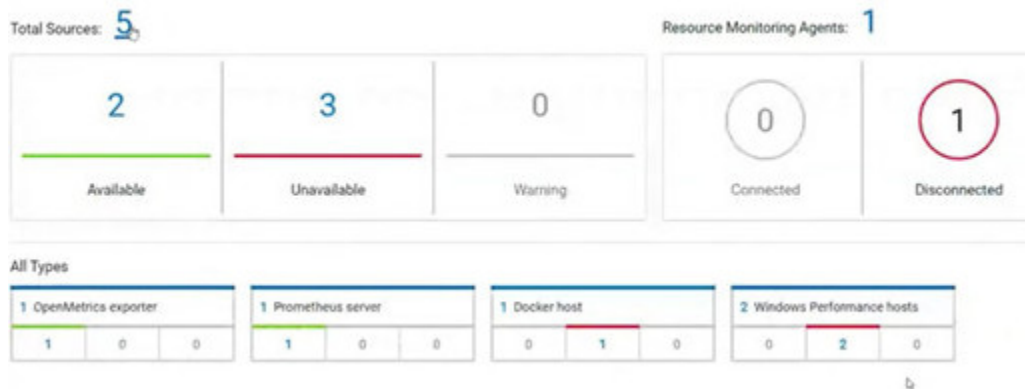 Total Sources: 5
Resource Monitoring Agents: 1
2 3 0
0 1
Available Unavailable Warning
Connected Disconnected
All Types
1 OpenMetrics exporter
1 Prometheus server
1 Docker host
2 Windows Performance hosts
1 0 0
1 0 0
0 1 0
0 2 0